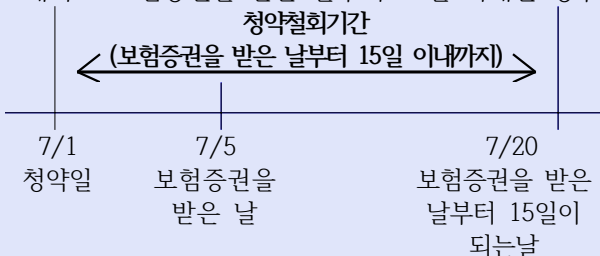 청약철회기간
(보험증권을 받은 날부터 15일 이내까지)
7/1
청약일
7/5
보험증권을
받은 날
7/20
보험증권을 받은
날부터 15일이
되는날